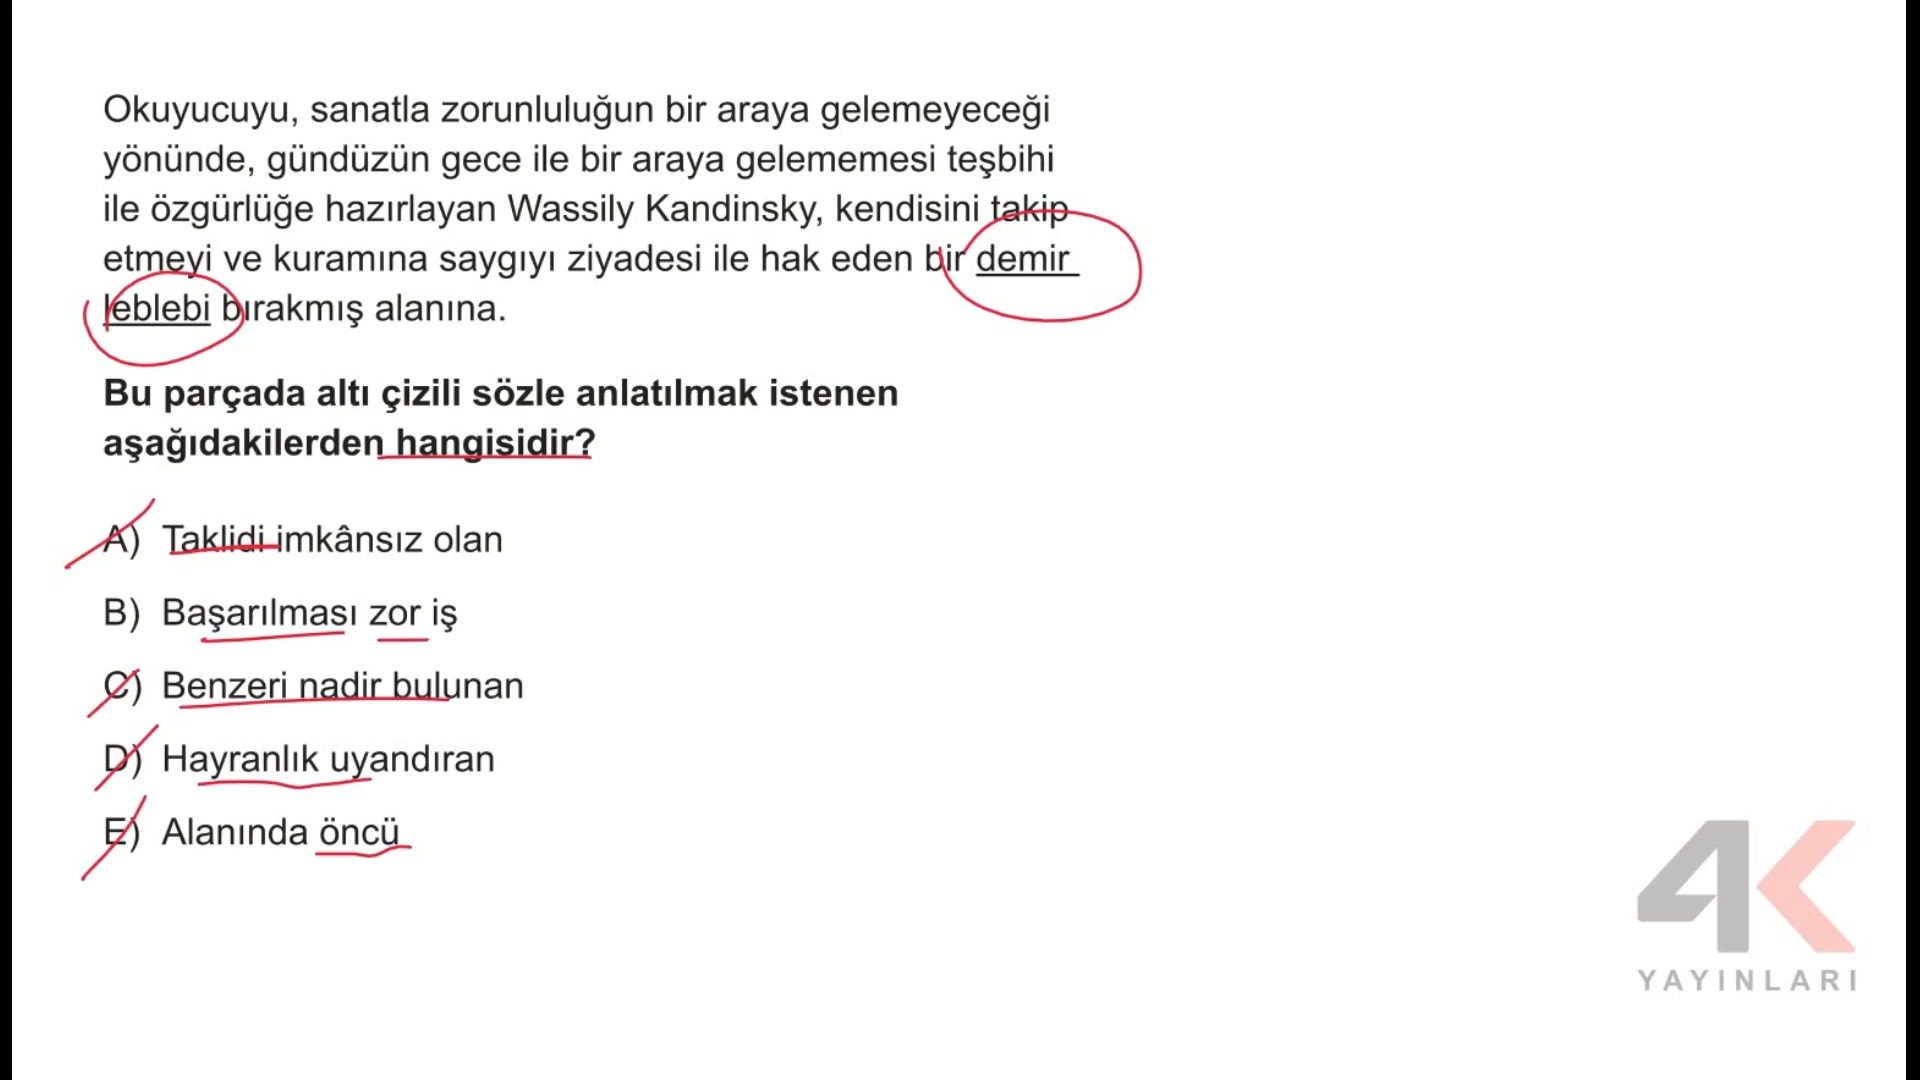 Okuyucuyu, sanatla zorunluluğun bir araya gelemeyeceği
yönünde, gündüzün gece ile bir araya gelememesi teşbihi
ile özgürlüğe hazırlayan Wassily Kandinsky, kendisini takip
etmeyi ve kuramına saygıyı ziyadesi ile hak eden bir demir
leblebi bırakmış alanına.
Bu parçada altı çizili sözle anlatılmak istenen
aşağıdakilerden hangisidir?
A) Taklidi imkânsız olan
B) Başarılması zor iş
C) Benzeri nadir bulunan
D) Hayranlık uyandıran
E) Alanında öncü
4K
YAYINLARI